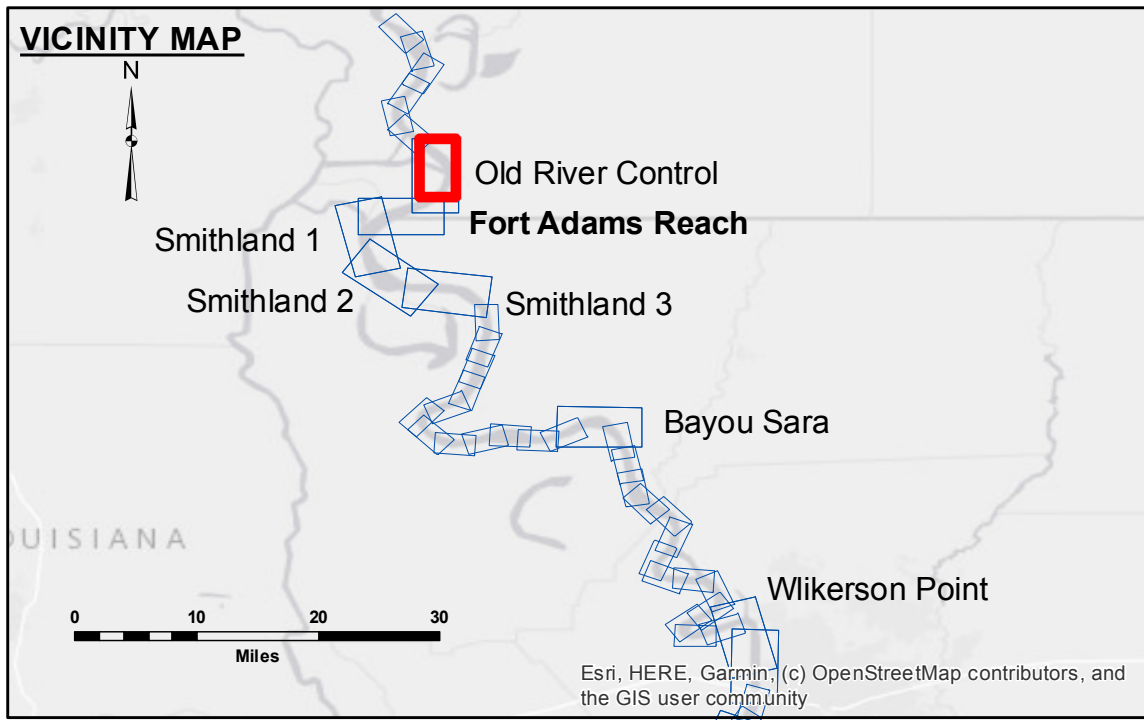 VICINITY MAP
N
Old River Control
Fort Adams Reach
Smithland 1
Smithland 2
Smithland 3
Bayou Sara
OUISIANA
Wlikerson Point
0 10 20 30
Miles
Esri, HERE, Garmin, (c) OpenStreetMap contributors, and
the GIS user community